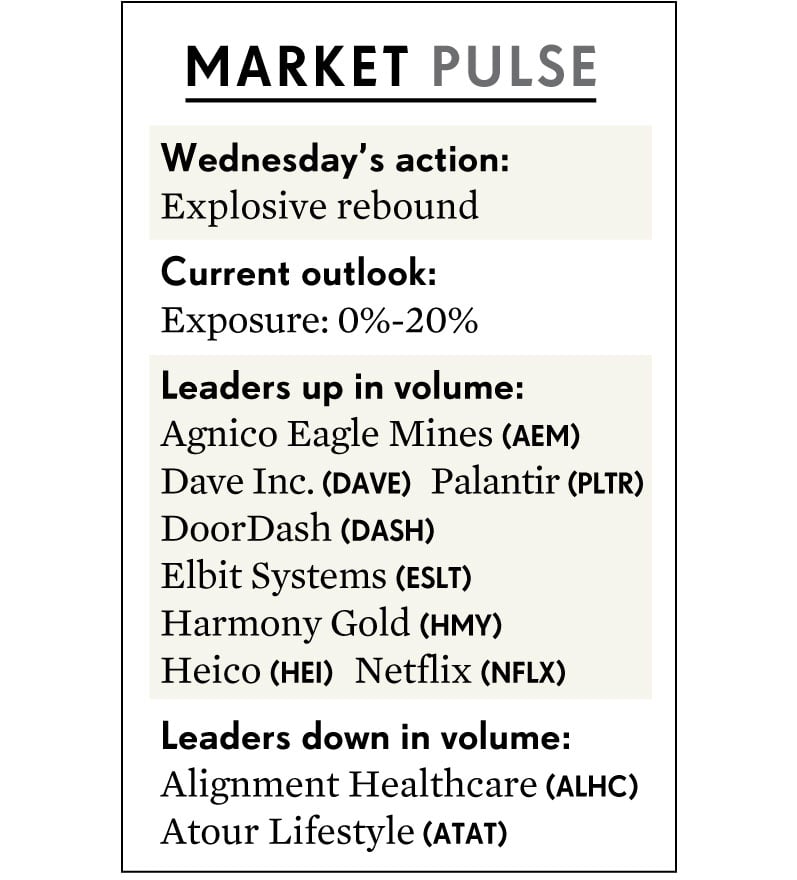 MARKET PULSE
Wednesday’s action:
Explosive rebound
Current outlook:
Exposure: 0%-20%
Leaders up in volume:
Agnico Eagle Mines (AEM)
Dave Inc. (DAVE) Palantir (PLTR)
DoorDash (DASH)
Elbit Systems (ESLT)
Harmony Gold (HMY)
Heico (HEI) Netflix (NFLX)
Leaders down in volume:
Alignment Healthcare (ALHC)
Atour Lifestyle (ATAT)